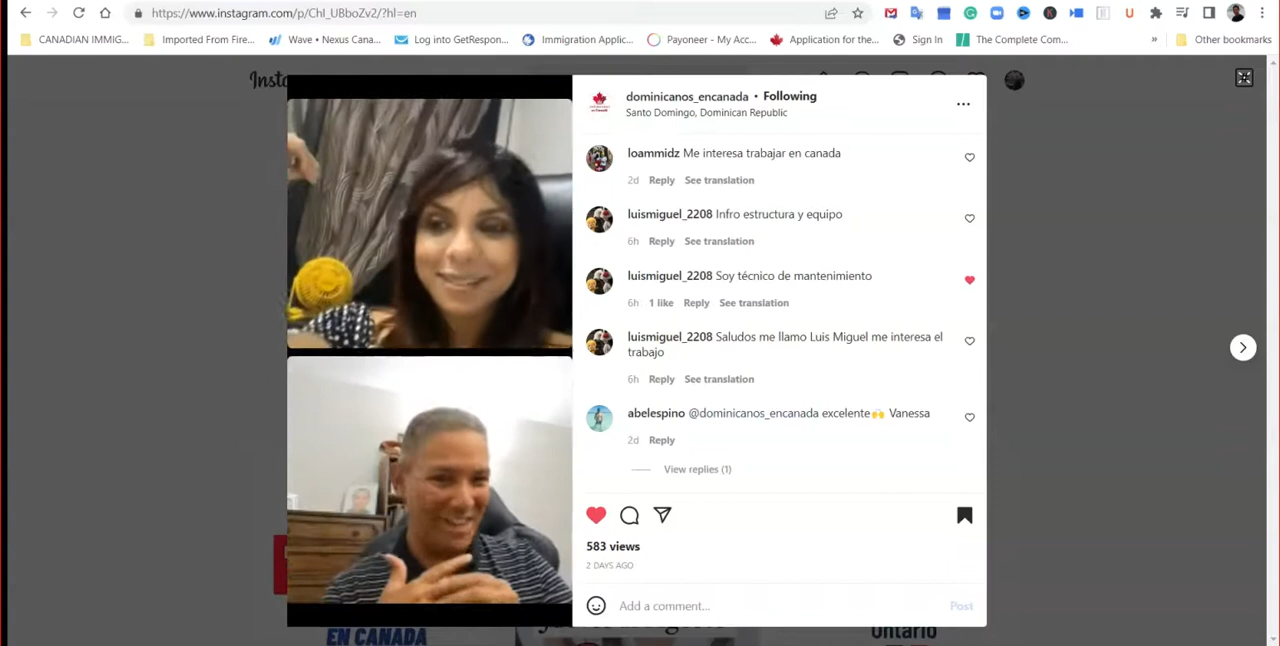 https://www.instagram.com/p/ChI_UBboZv2/?hl=en
CANADIAN IMMIG...
Imported From Fire...
Wave • Nexus Cana...
Log into GetRespon...
Immigration Applic...
Payoneer - My Acc...
Application for the...
Sign In
The Complete Com...
»
Other bookmarks
Insta
dominicanos_encanada • Following
Santo Domingo, Dominican Republic
loammidz Me interesa trabajar en canada
2d Reply See translation
luismiguel_2208 Infro estructura y equipo
6h Reply See translation
luismiguel_2208 Soy técnico de mantenimiento
6h 1 like Reply See translation
luismiguel_2208 Saludos me llamo Luis Miguel me interesa el
trabajo
6h Reply See translation
abelespino @dominicanos_encanada excelente🙌 Vanessa
2d Reply
View replies (1)
583 views
2 DAYS AGO
Add a comment...
Post
EN CANADA
Ontario